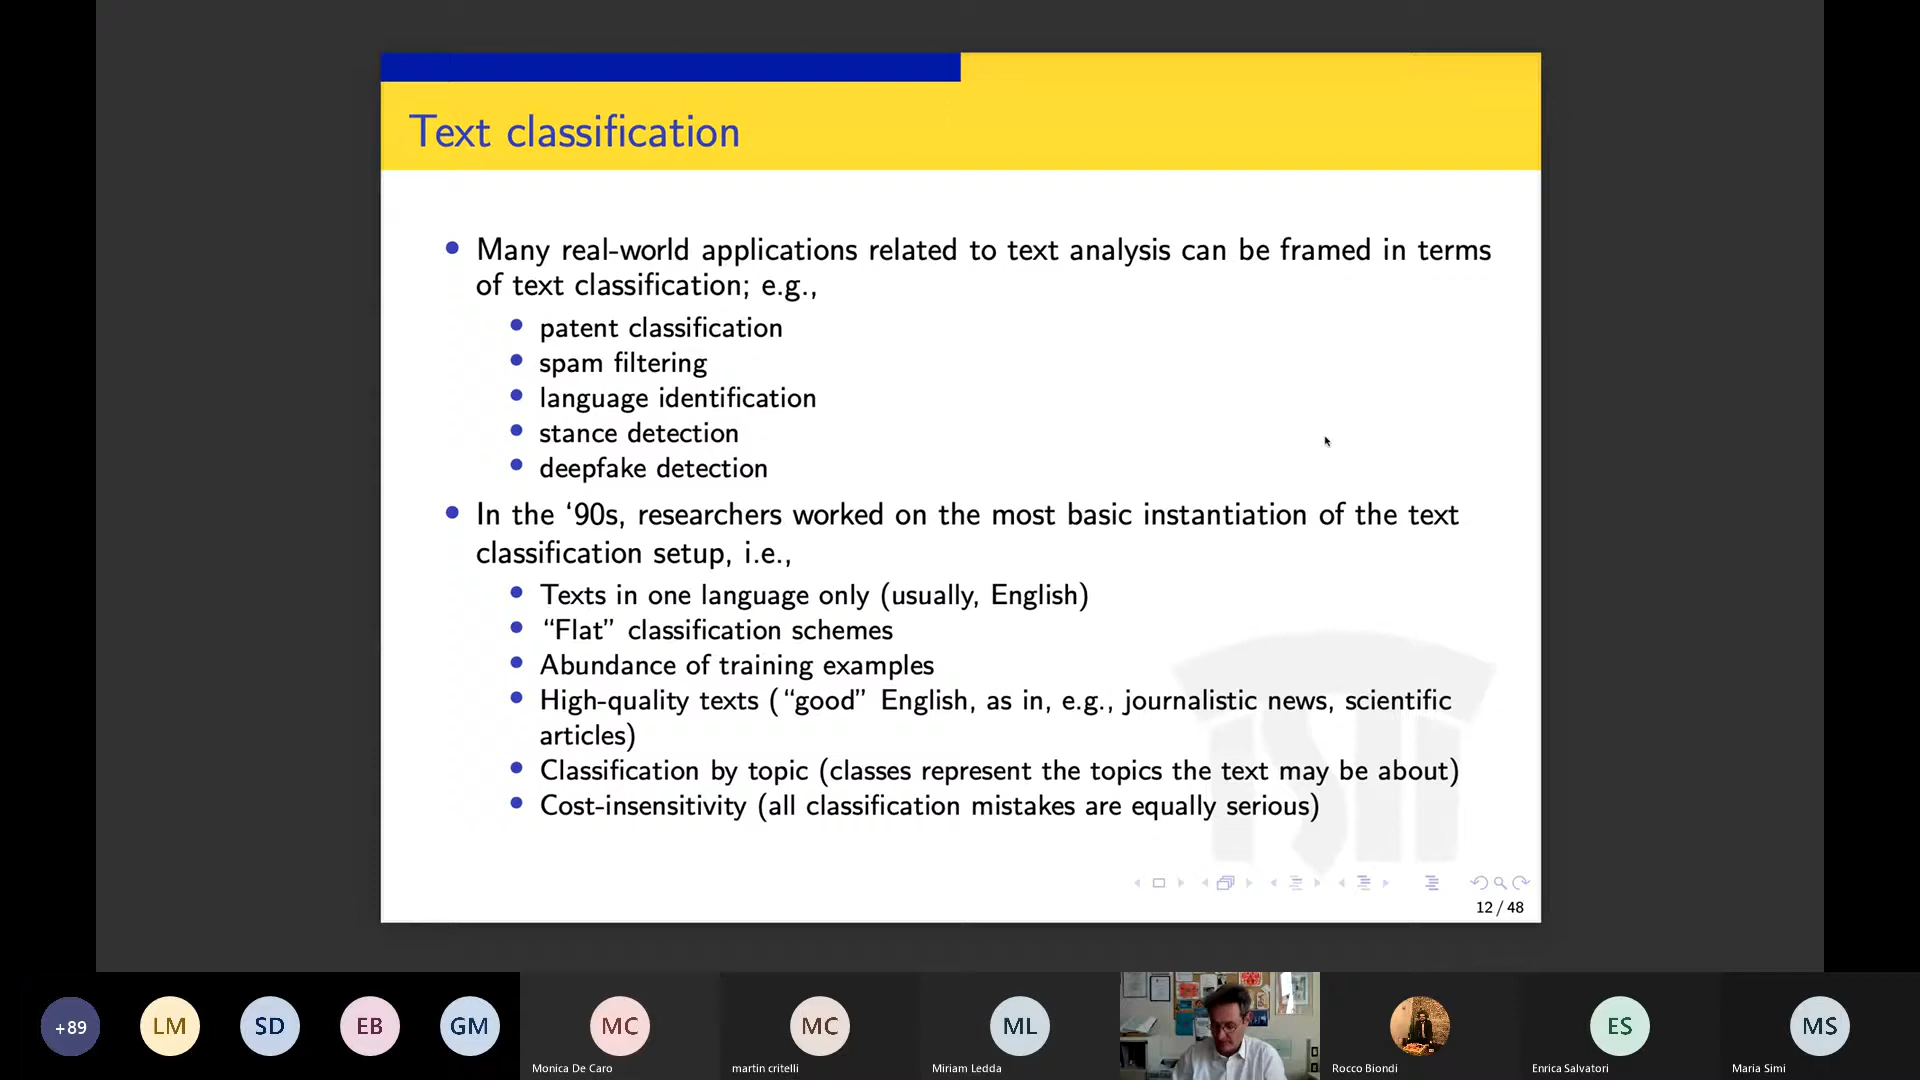 Text classification
Many real-world applications related to text analysis can be framed in terms
of text classification; e.g.,
patent classification
spam filtering
language identification
stance detection
deepfake detection
In the ‘90s, researchers worked on the most basic instantiation of the text
classification setup, i.e.,
Texts in one language only (usually, English)
“Flat” classification schemes
Abundance of training examples
High-quality texts (“good” English, as in, e.g., journalistic news, scientific
articles)
Classification by topic (classes represent the topics the text may be about)
Cost-insensitivity (all classification mistakes are equally serious)
12 / 48
+89
LM
SD
EB
GM
MC
MC
ML
ES
MS
Monica De Caro
martin critelli
Miriam Ledda
Rocco Biondi
Enrica Salvatori
Maria Simi